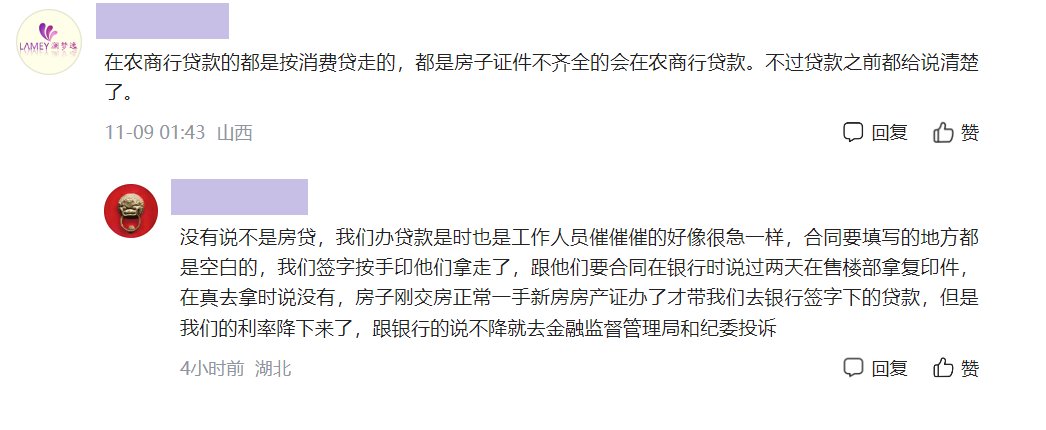 LAMEY澜梦逸
在农商行贷款的都是按消费贷走的，都是房子证件不齐全的会在农商行贷款。不过贷款之前都给说清楚
了。
11-09 01:43 山西
回复 赞
没有说不是房贷，我们办贷款是时也是工作人员催催催的好像很急一样，合同要填写的地方都
是空白的，我们签字按手印他们拿走了，跟他们要合同在银行时说过两天在售楼部拿复印件，
在真去拿时说没有，房子刚交房正常一手新房房产证办了才带我们去银行签字下的贷款，但是
我们的利率降下来了，跟银行的说不降就去金融监督管理局和纪委投诉
4小时前 湖北
回复 赞